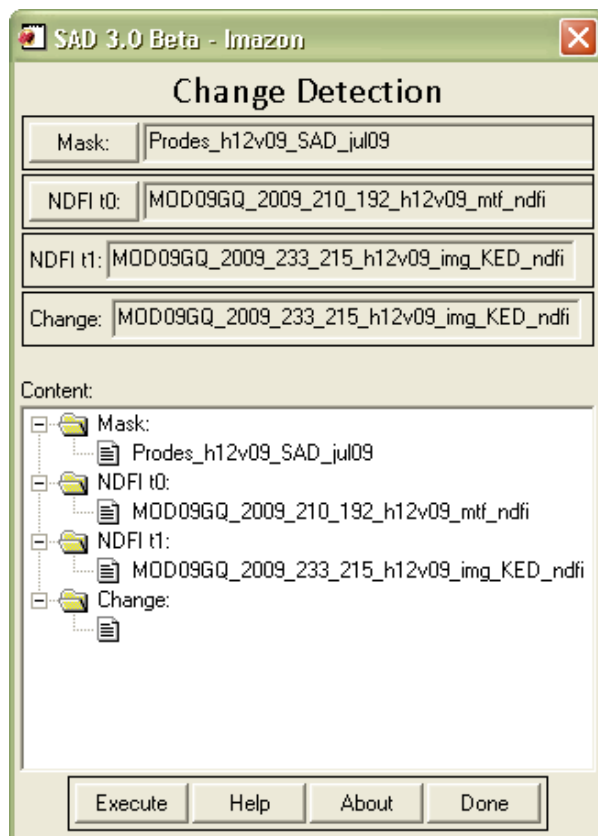 SAD 3.0 Beta - Imazon
Change Detection
Mask: Prodes_h12v09_SAD_jul09
NDFI t0: MOD09GQ_2009_210_192_h12v09_mtf_ndfi
NDFI t1: MOD09GQ_2009_233_215_h12v09_img_KED_ndfi
Change: MOD09GQ_2009_233_215_h12v09_img_KED_ndfi
Content:
Mask:
Prodes_h12v09_SAD_jul09
NDFI t0:
MOD09GQ_2009_210_192_h12v09_mtf_ndfi
NDFI t1:
MOD09GQ_2009_233_215_h12v09_img_KED_ndfi
Change:
Execute Help About Done